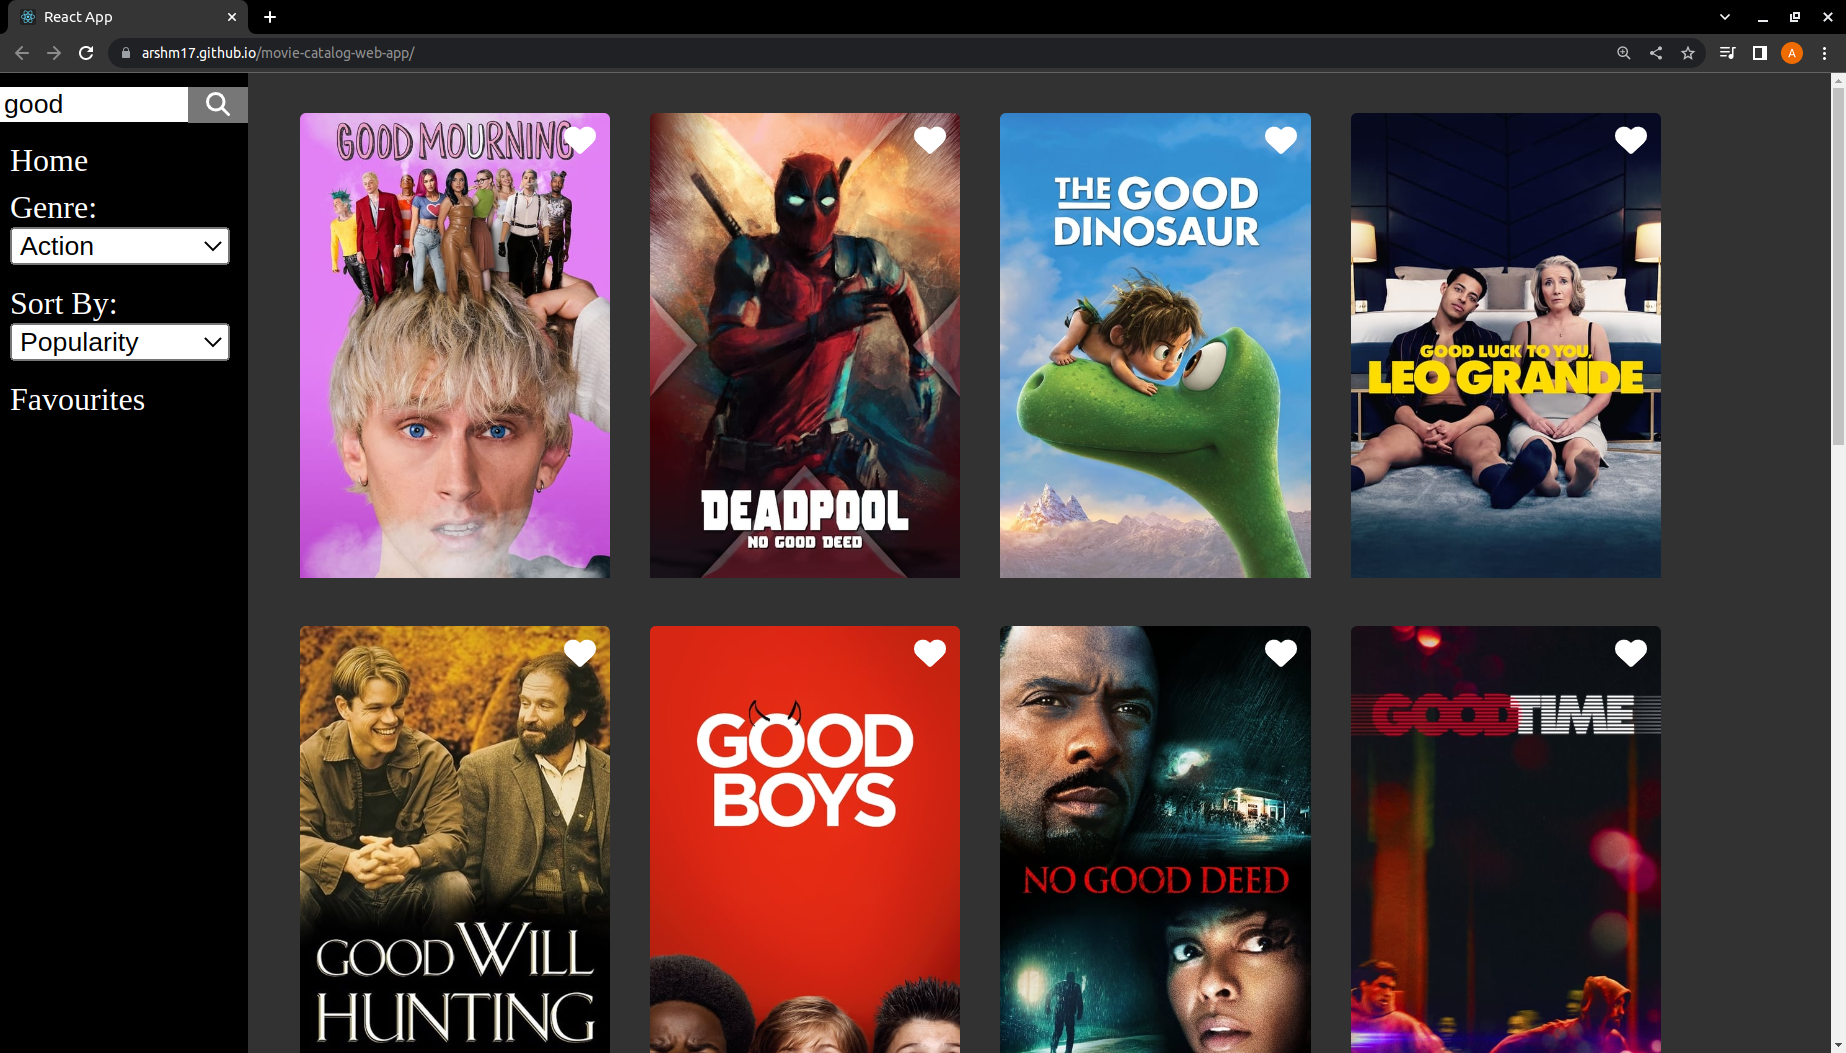 React App
arshm17.github.io/movie-catalog-web-app/
A
good
Home
Genre:
Action
Sort By:
Popularity
Favourites
GOOD MOURNING
DEADPOOL
NO GOOD DEED
THE GOOD
DINOSAUR
GOOD LUCK TO YOU,
LEO GRANDE
GOOD WILL
HUNTING
GOOD
BOYS
NO GOOD DEED
GOODTIME